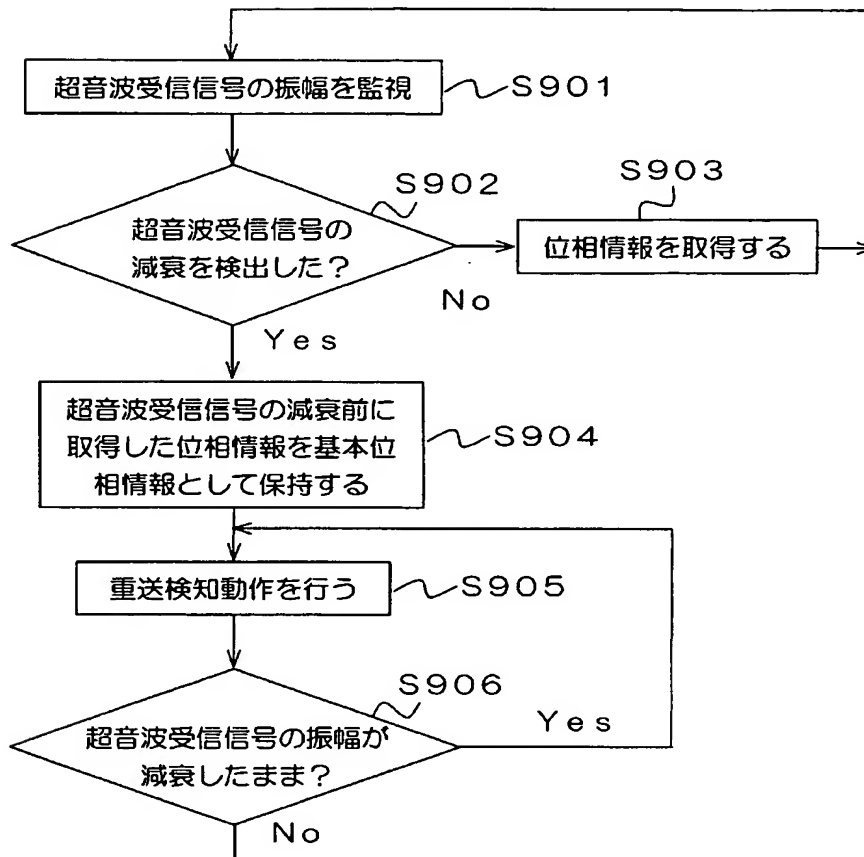 超音波受信信号の振幅を監視
S901
S902
超音波受信信号の
減衰を検出した？
S903
位相情報を取得する
No
Yes
超音波受信信号の減衰前に
取得した位相情報を基本位
相情報として保持する
S904
重送検知動作を行う
S905
S906
超音波受信信号の振幅が
減衰したまま？
Yes
No